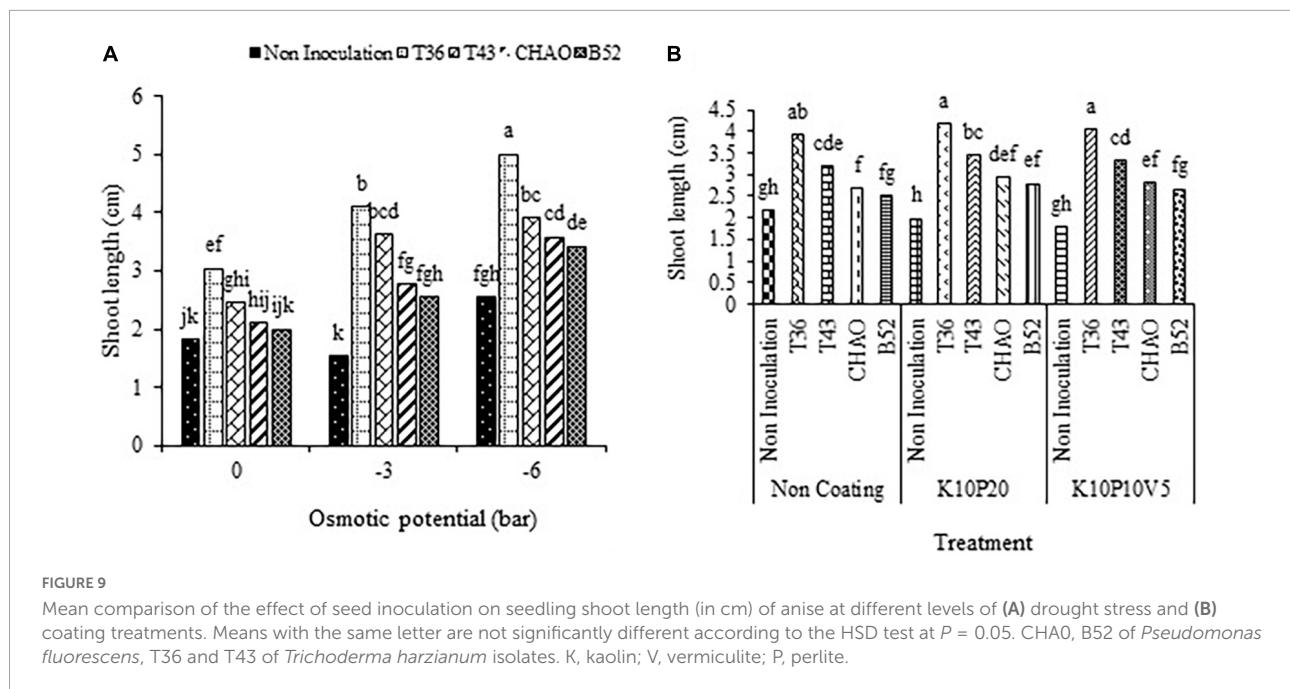 A
Non Inoculation T36 T43 CHAO B52
Shoot length (cm)
6
5
4
3
2
1
0
jk ef ghi hij ijk
k b bcd fg fgh
fgh a bc cd de
0 -3 -6
Osmotic potential (bar)
B
Shoot length (cm)
4.5
4
3.5
3
2.5
2
1.5
1
0.5
0
gh ab cde f fg
h a bc def ef
gh a cd ef fg
Non Inoculation T36 T43 CHAO B52
Non Inoculation T36 T43 CHAO B52
Non Inoculation T36 T43 CHAO B52
Non Coating K10P20 K10P10V5
Treatment
FIGURE 9
Mean comparison of the effect of seed inoculation on seedling shoot length (in cm) of anise at different levels of (A) drought stress and (B)
coating treatments. Means with the same letter are not significantly different according to the HSD test at P = 0.05. CHA0, B52 of Pseudomonas
fluorescens, T36 and T43 of Trichoderma harzianum isolates. K, kaolin; V, vermiculite; P, perlite.